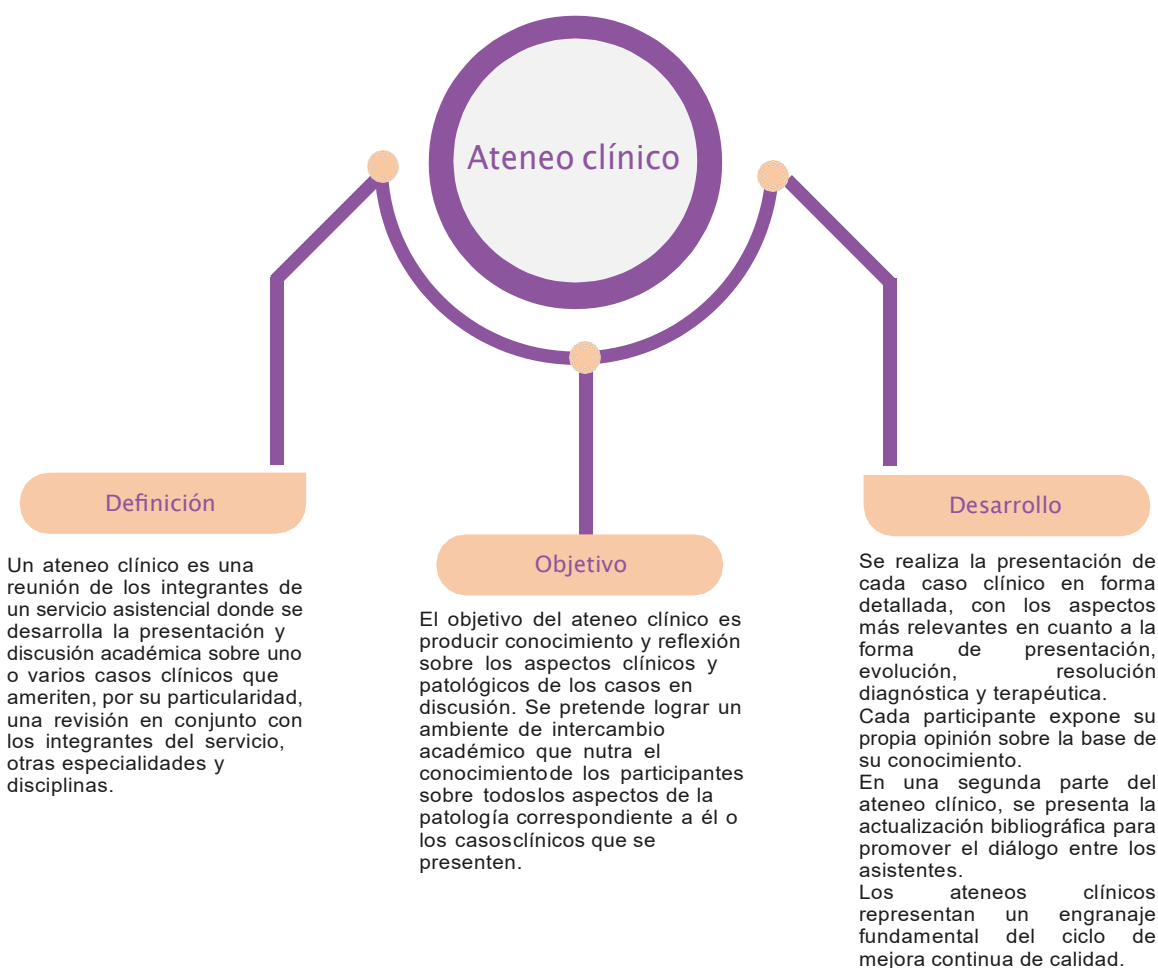 Ateneo clínico
Definición
Un ateneo clínico es una
reunión de los integrantes de
un servicio asistencial donde se
desarrolla la presentación y
discusión académica sobre uno
o varios casos clínicos que
ameriten, por su particularidad,
una revisión en conjunto con
los integrantes del servicio,
otras especialidades y
disciplinas.
Objetivo
El objetivo del ateneo clínico es
producir conocimiento y reflexión
sobre los aspectos clínicos y
patológicos de los casos en
discusión. Se pretende lograr un
ambiente de intercambio
académico que nutra el
conocimientode los participantes
sobre todoslos aspectos de la
patología correspondiente a él o
los casosclínicos que se
presenten.
Desarrollo
Se realiza la presentación de
cada caso clínico en forma
detallada, con los aspectos
más relevantes en cuanto a la
forma de presentación,
evolución, resolución
diagnóstica y terapéutica.
Cada participante expone su
propia opinión sobre la base de
su conocimiento.
En una segunda parte del
ateneo clínico, se presenta la
actualización bibliográfica para
promover el diálogo entre los
asistentes.
Los ateneos clínicos
representan un engranaje
fundamental del ciclo de
mejora continua de calidad.